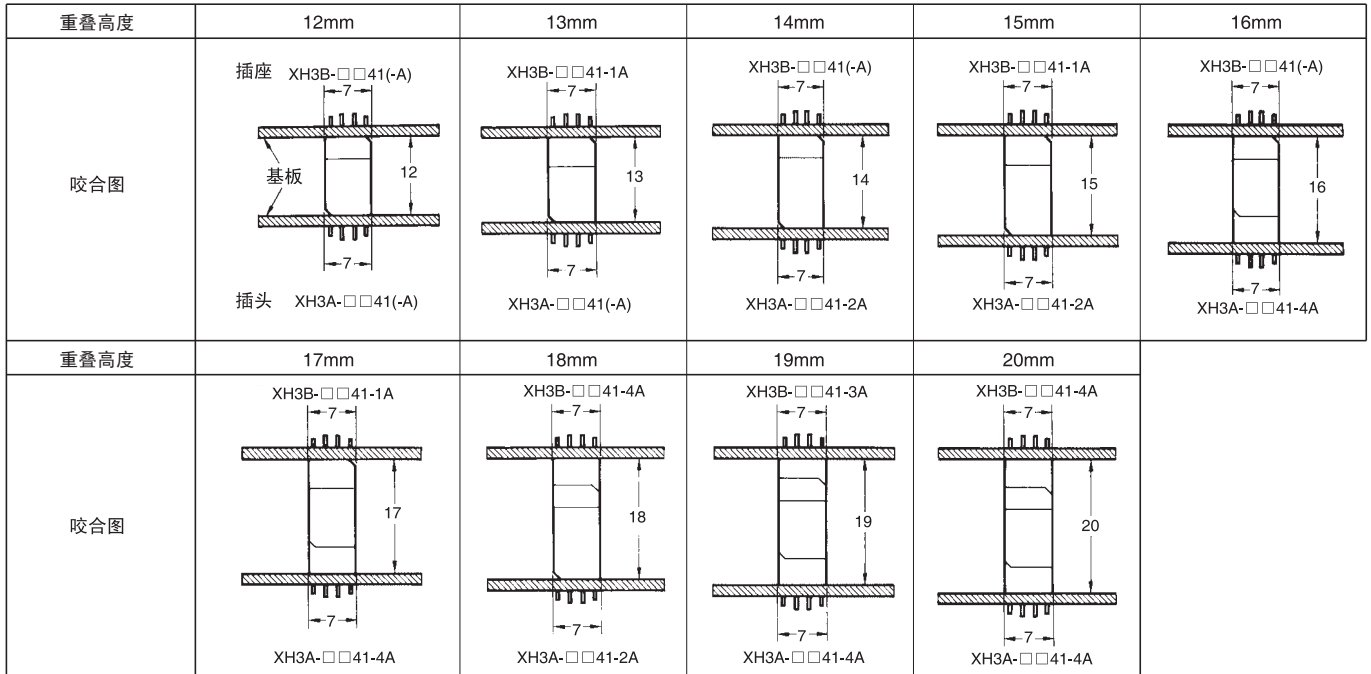 重叠高度 12mm 13mm 14mm 15mm 16mm
咬合图
插座 XH3B-□□41(-A)
7
基板
12
7
插头 XH3A-□□41(-A)
XH3B-□□41-1A
7
13
7
XH3A-□□41(-A)
XH3B-□□41(-A)
7
14
7
XH3A-□□41-2A
XH3B-□□41-1A
7
15
7
XH3A-□□41-2A
XH3B-□□41(-A)
7
16
7
XH3A-□□41-4A
重叠高度 17mm 18mm 19mm 20mm
咬合图
XH3B-□□41-1A
7
17
7
XH3A-□□41-4A
XH3B-□□41-4A
7
18
7
XH3A-□□41-2A
XH3B-□□41-3A
7
19
7
XH3A-□□41-4A
XH3B-□□41-4A
7
20
7
XH3A-□□41-4A